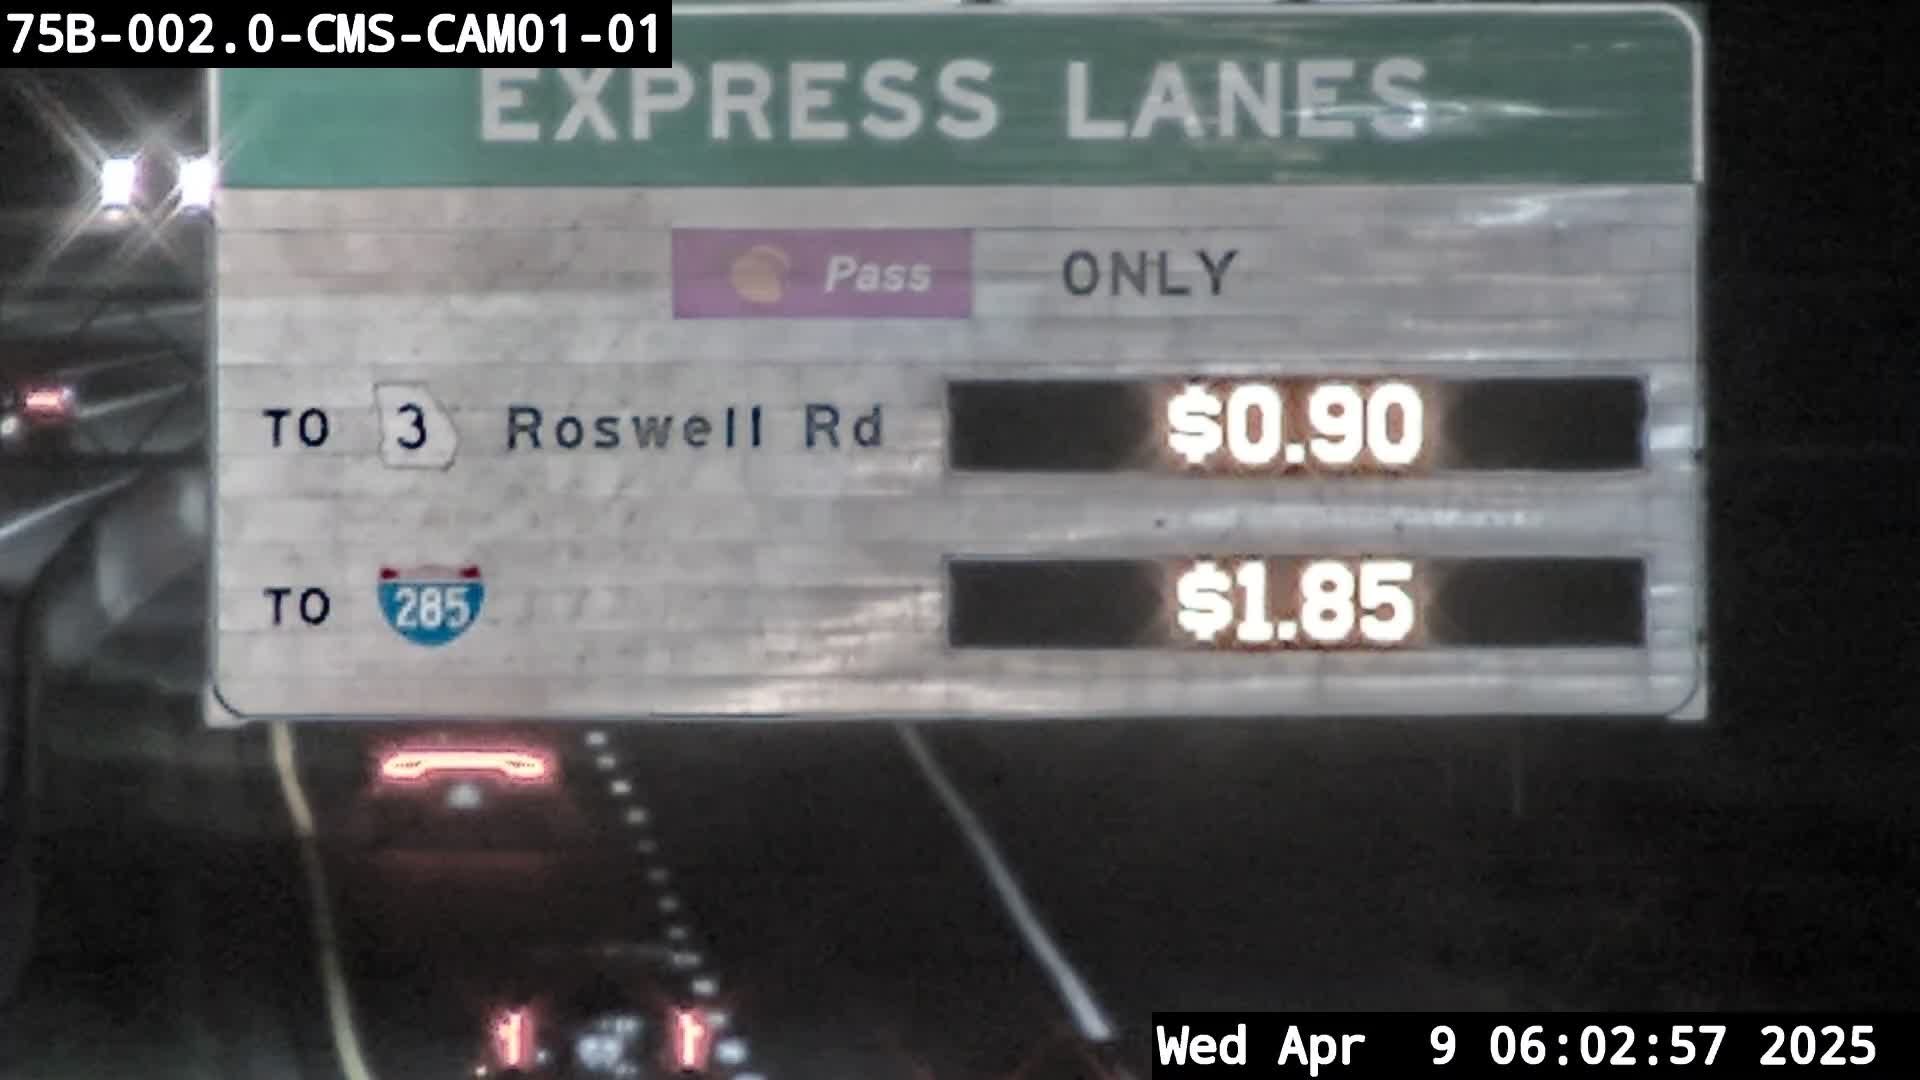 75B-002.0-CMS-CAM01-01
EXPRESS LANES
Pass ONLY
TO 3 Roswell Rd $0.90
TO 285 $1.85
Wed Apr 9 06:02:57 2025